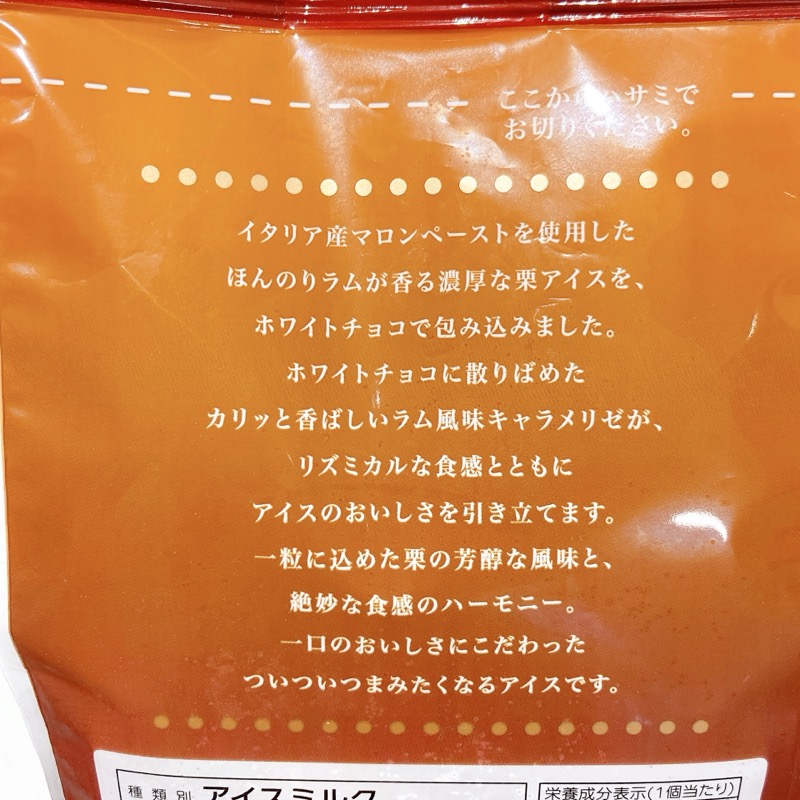 ここからハサミで
お切りください。
イタリア産マロンペーストを使用した
ほんのりラムが香る濃厚な栗アイスを、
ホワイトチョコで包み込みました。
ホワイトチョコに散りばめた
カリッと香ばしいラム風味キャラメリゼが、
リズミカルな食感とともに
アイスのおいしさを引き立てます。
一粒に込めた栗の芳醇な風味と、
絶妙な食感のハーモニー。
一口のおいしさにこだわった
ついついつまみたくなるアイスです。
種類別 アイスミルク
栄養成分表示(1個当たり)